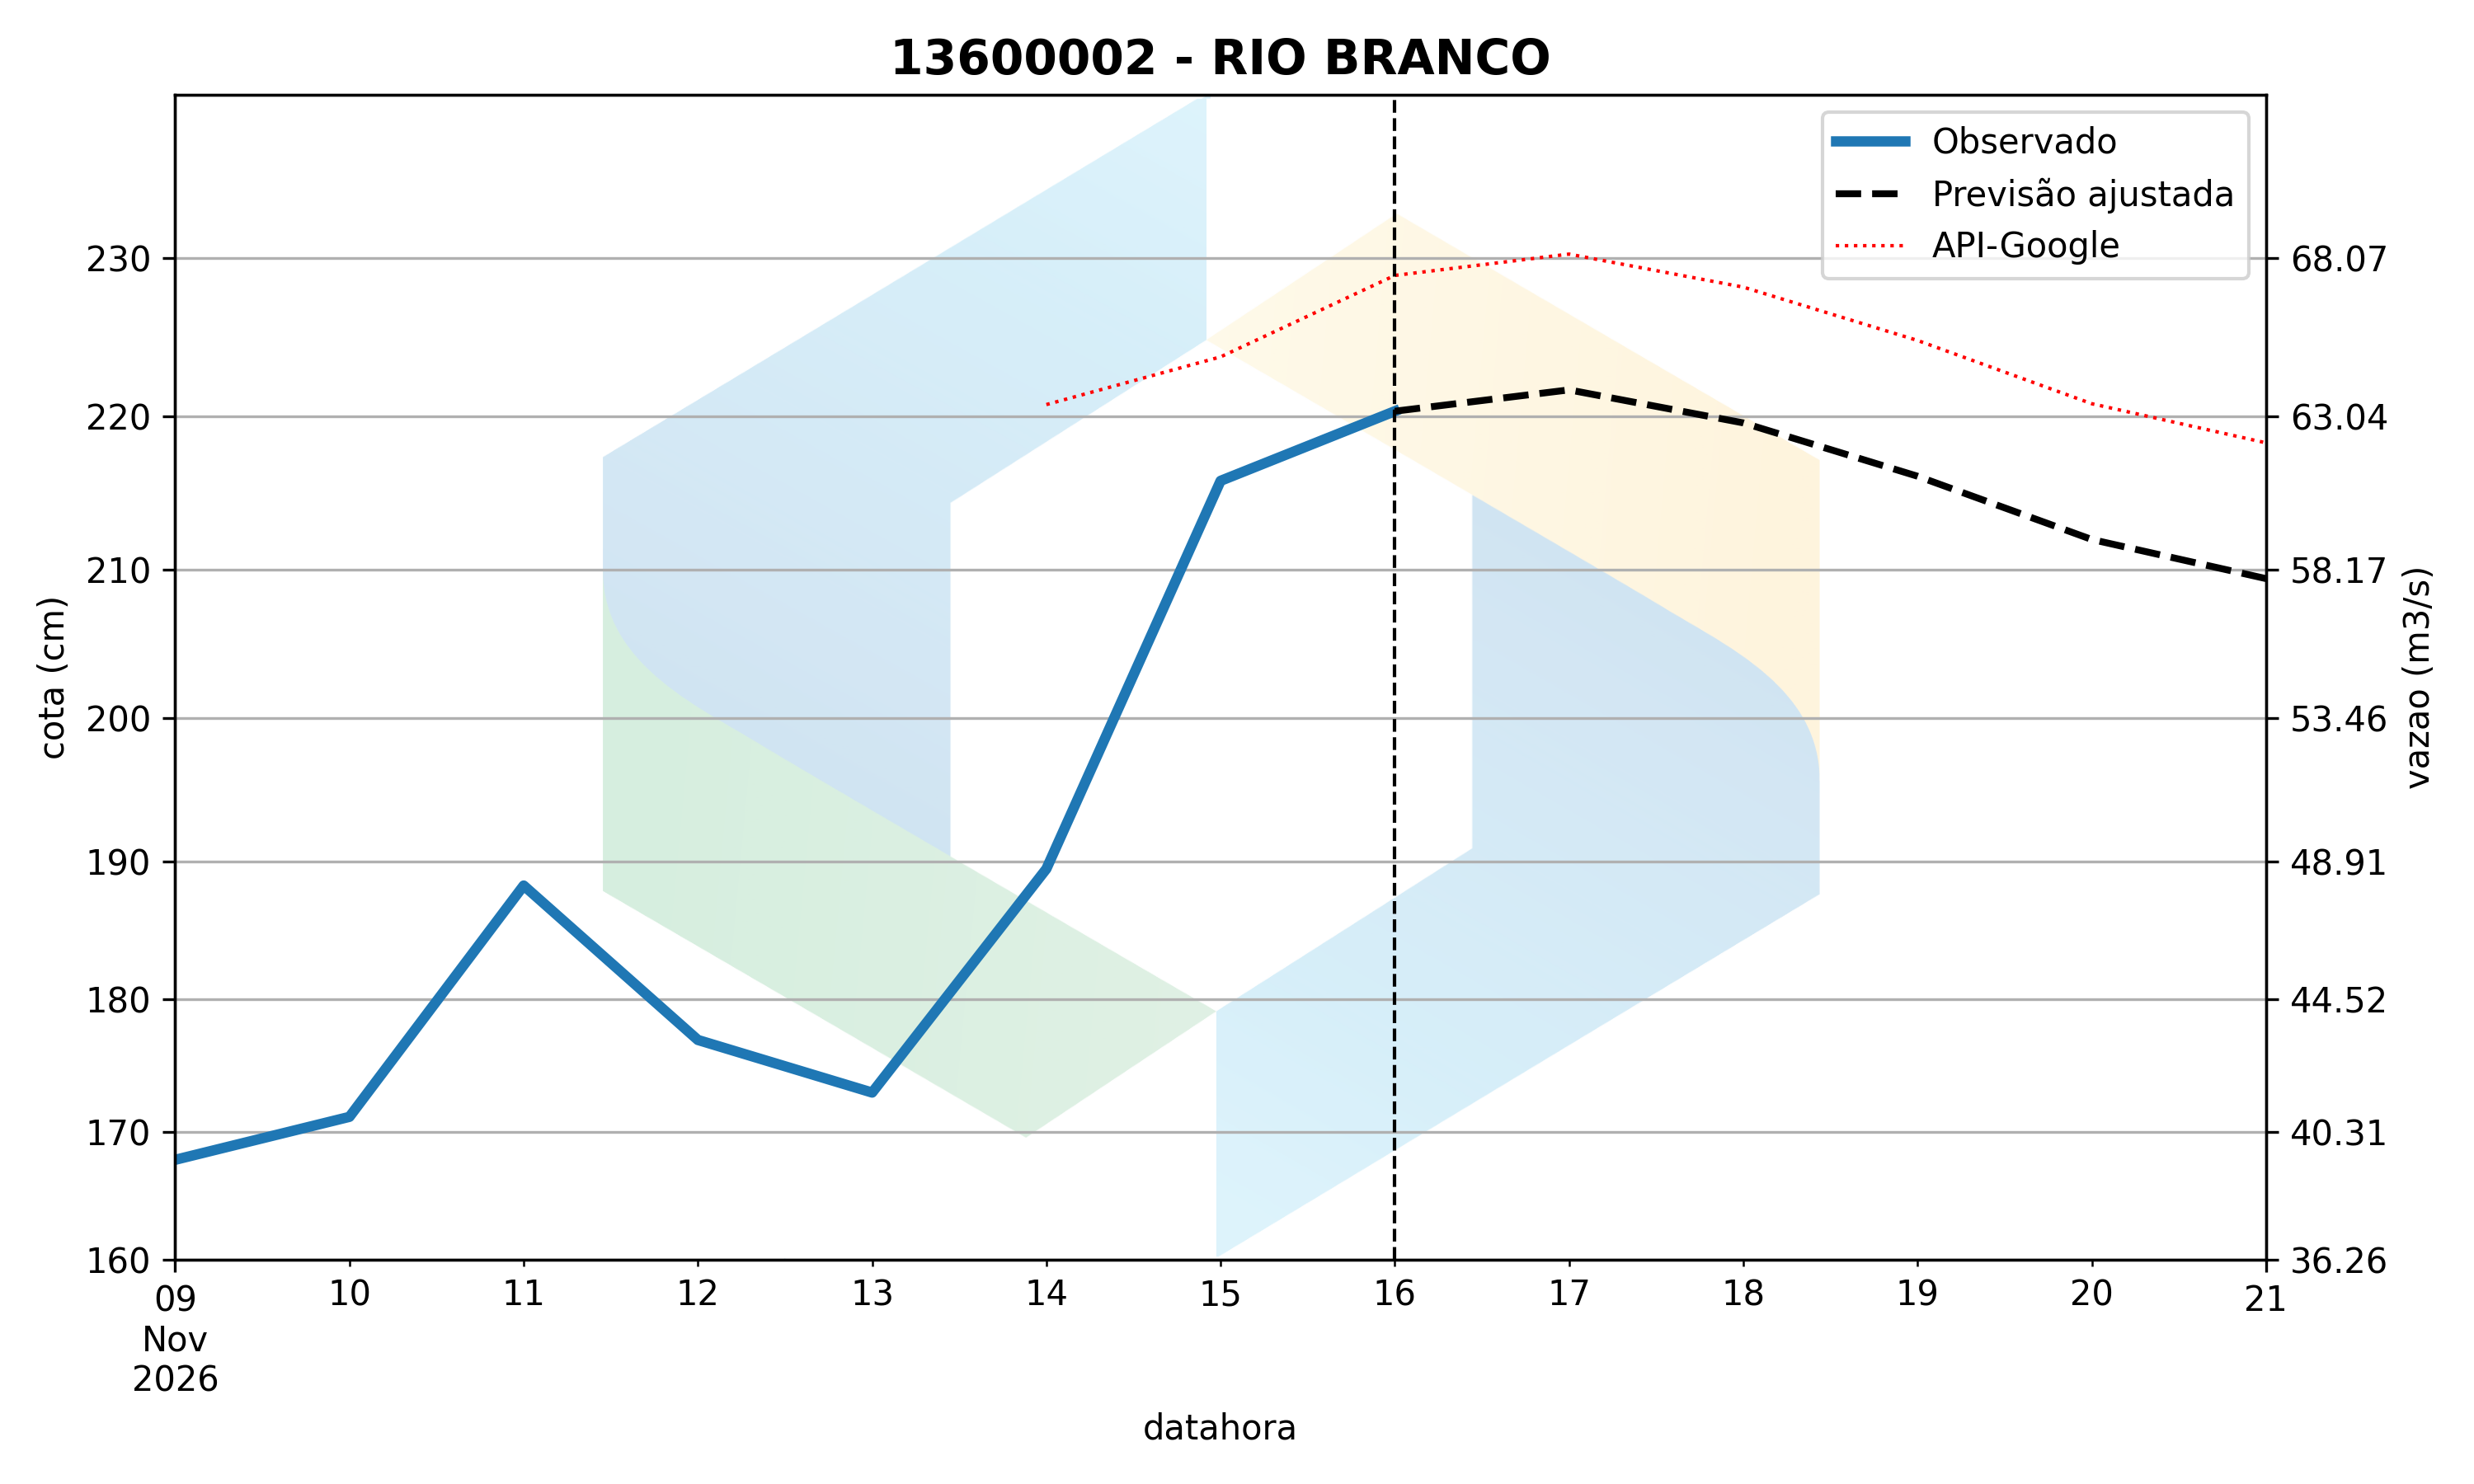 13600002 - RIO BRANCO
Observado
Previsão ajustada
API-Google
230
220
210
200
190
180
170
160
cota (cm)
68.07
63.04
58.17
53.46
48.91
44.52
40.31
36.26
vazao (m3/s)
09 10 11 12 13 14 15 16 17 18 19 20 21
Nov
2026
datahora